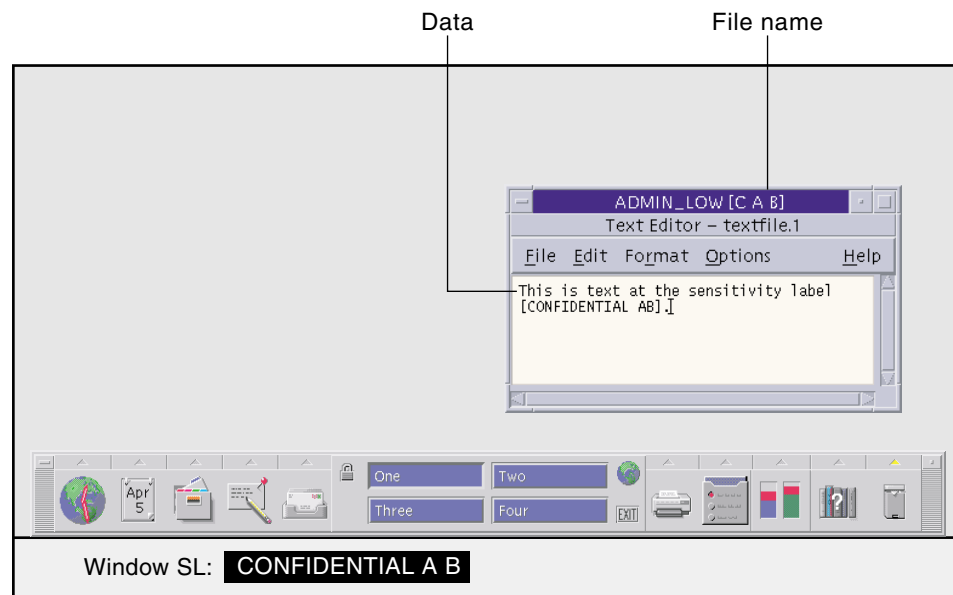 Data File name
ADMIN_LOW [C A B]
Text Editor – textfile.1
File Edit Format Options Help
This is text at the sensitivity label
[CONFIDENTIAL AB].
Apr
5
One Two
Three Four
EXIT
?
Window SL: CONFIDENTIAL A B